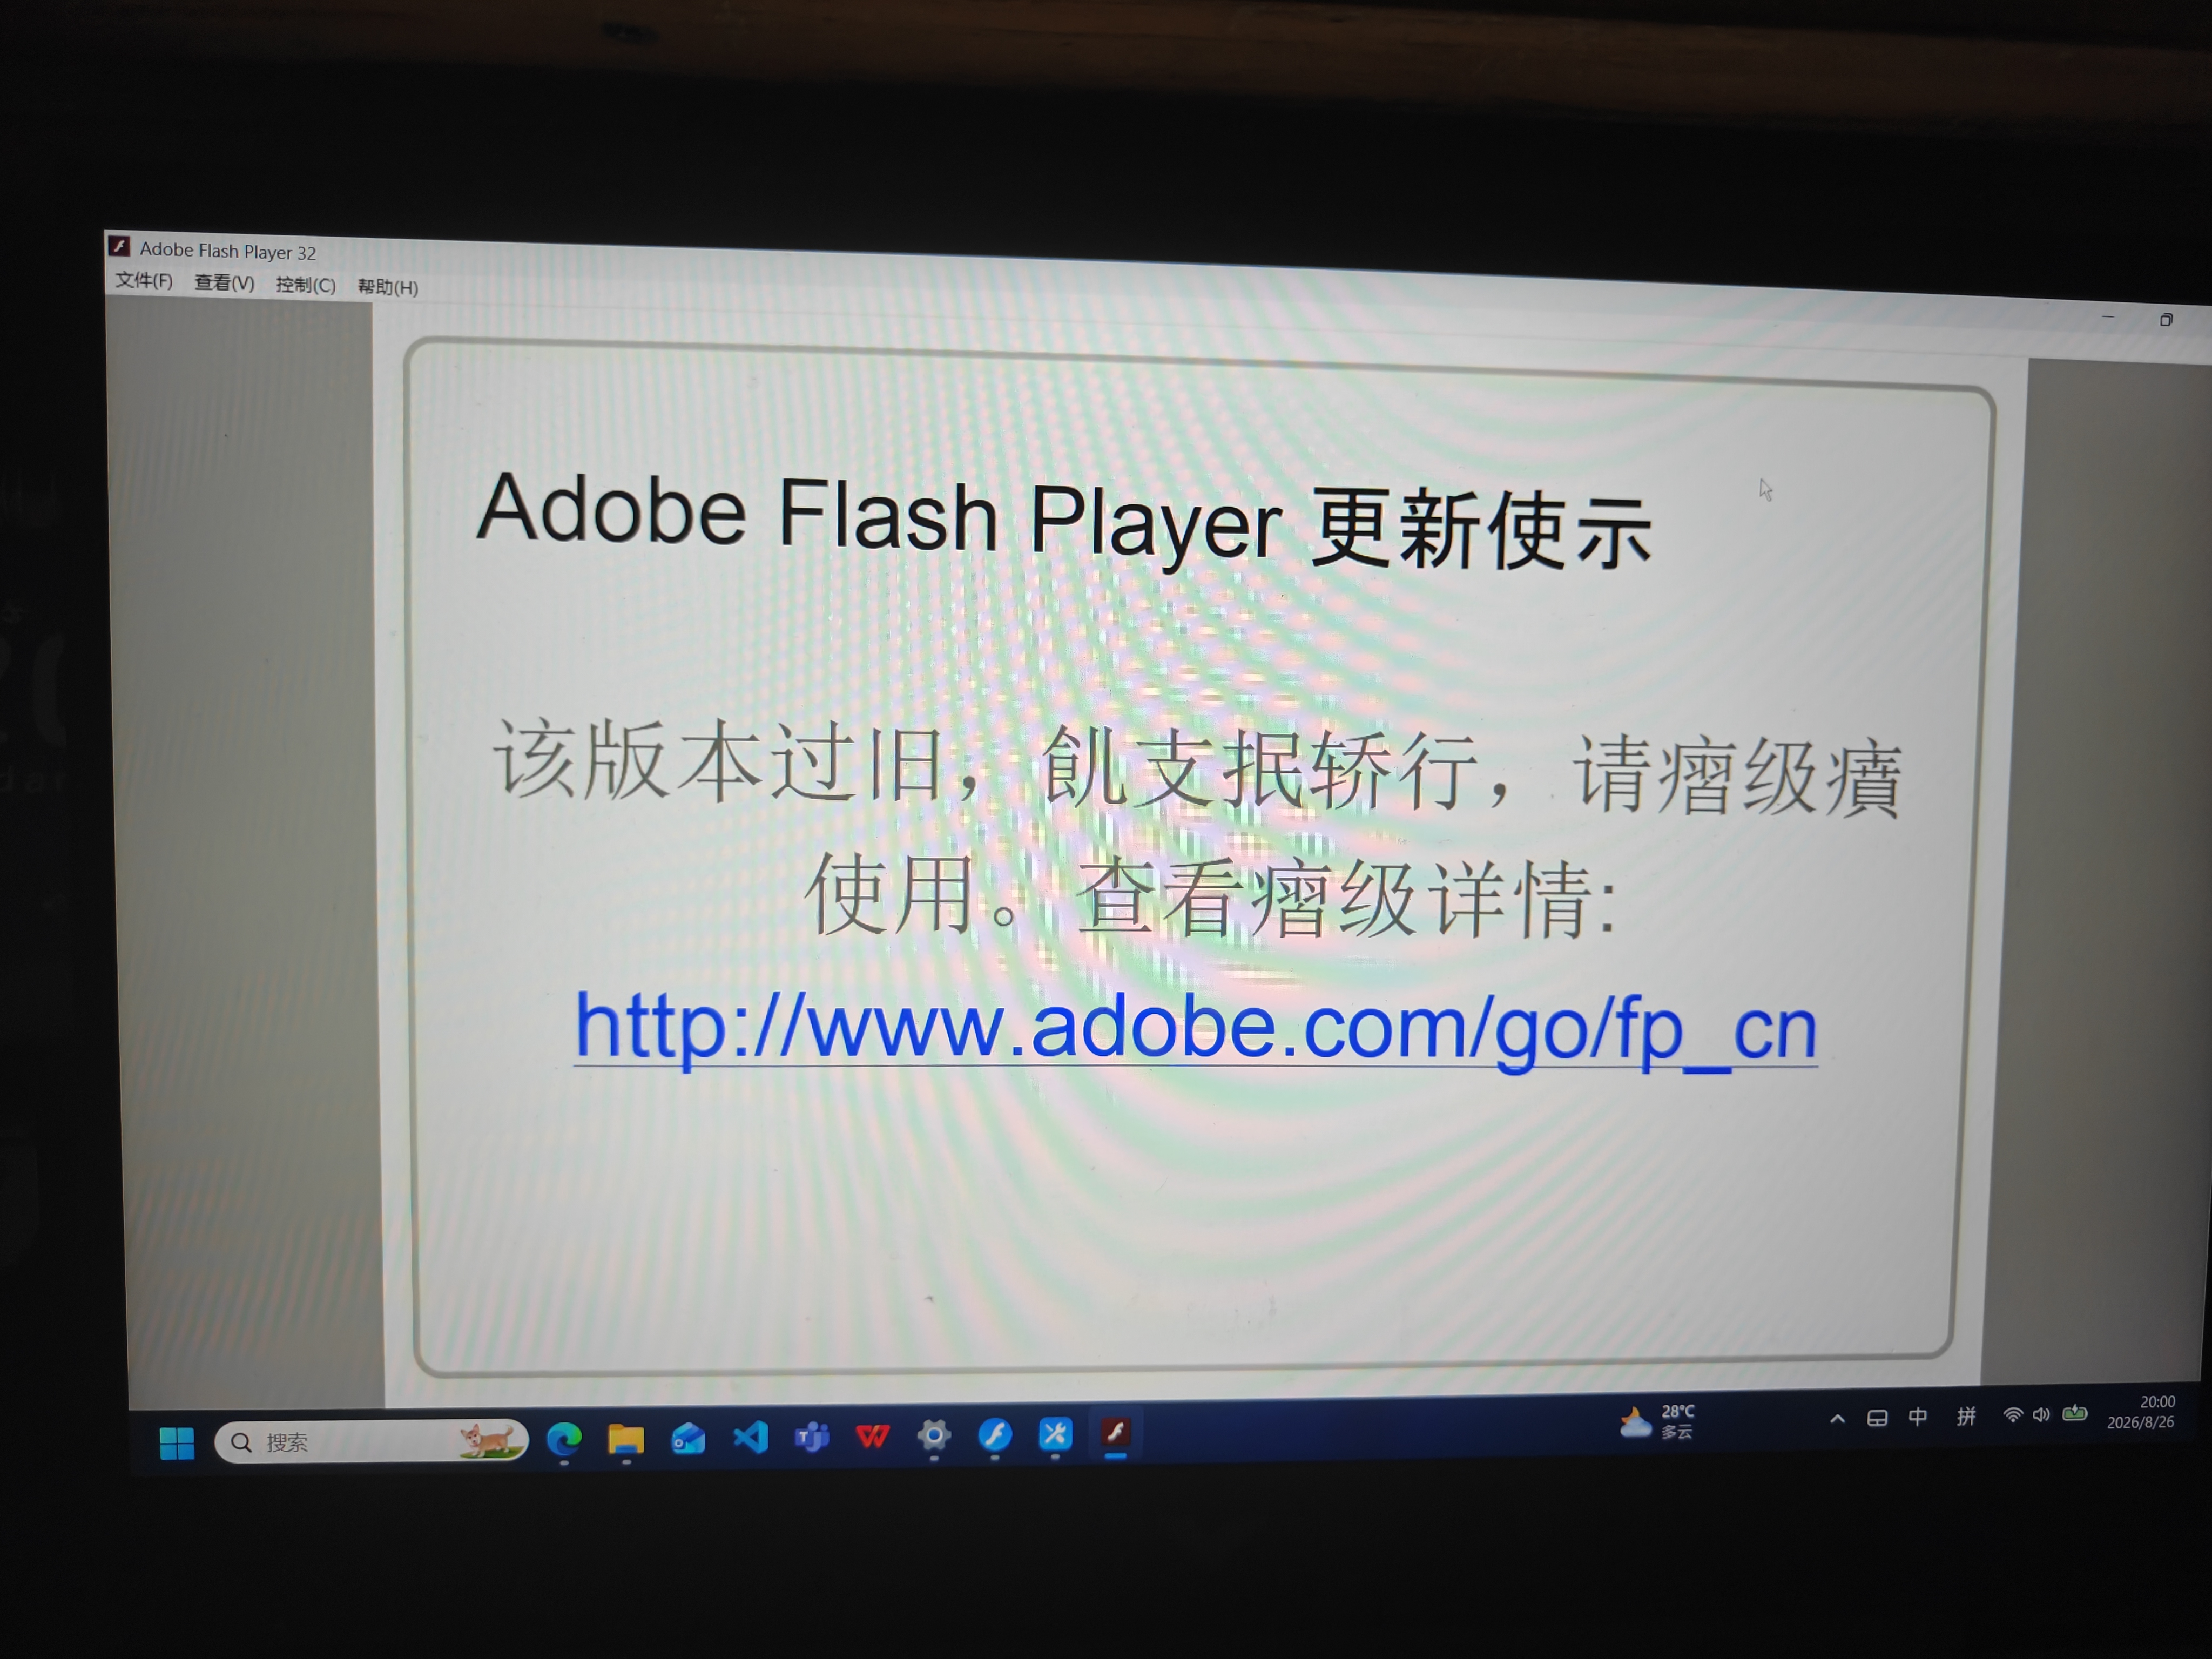 Adobe Flash Player 32
文件(F) 查看(V) 控制(C) 帮助(H)
Adobe Flash Player 更新使示
该版本过旧，飢支抿轿行，请瘤级癀
使用。查看瘤级详情:
http://www.adobe.com/go/fp_cn
搜索
28°C
多云
中 拼
20:00
2026/8/26